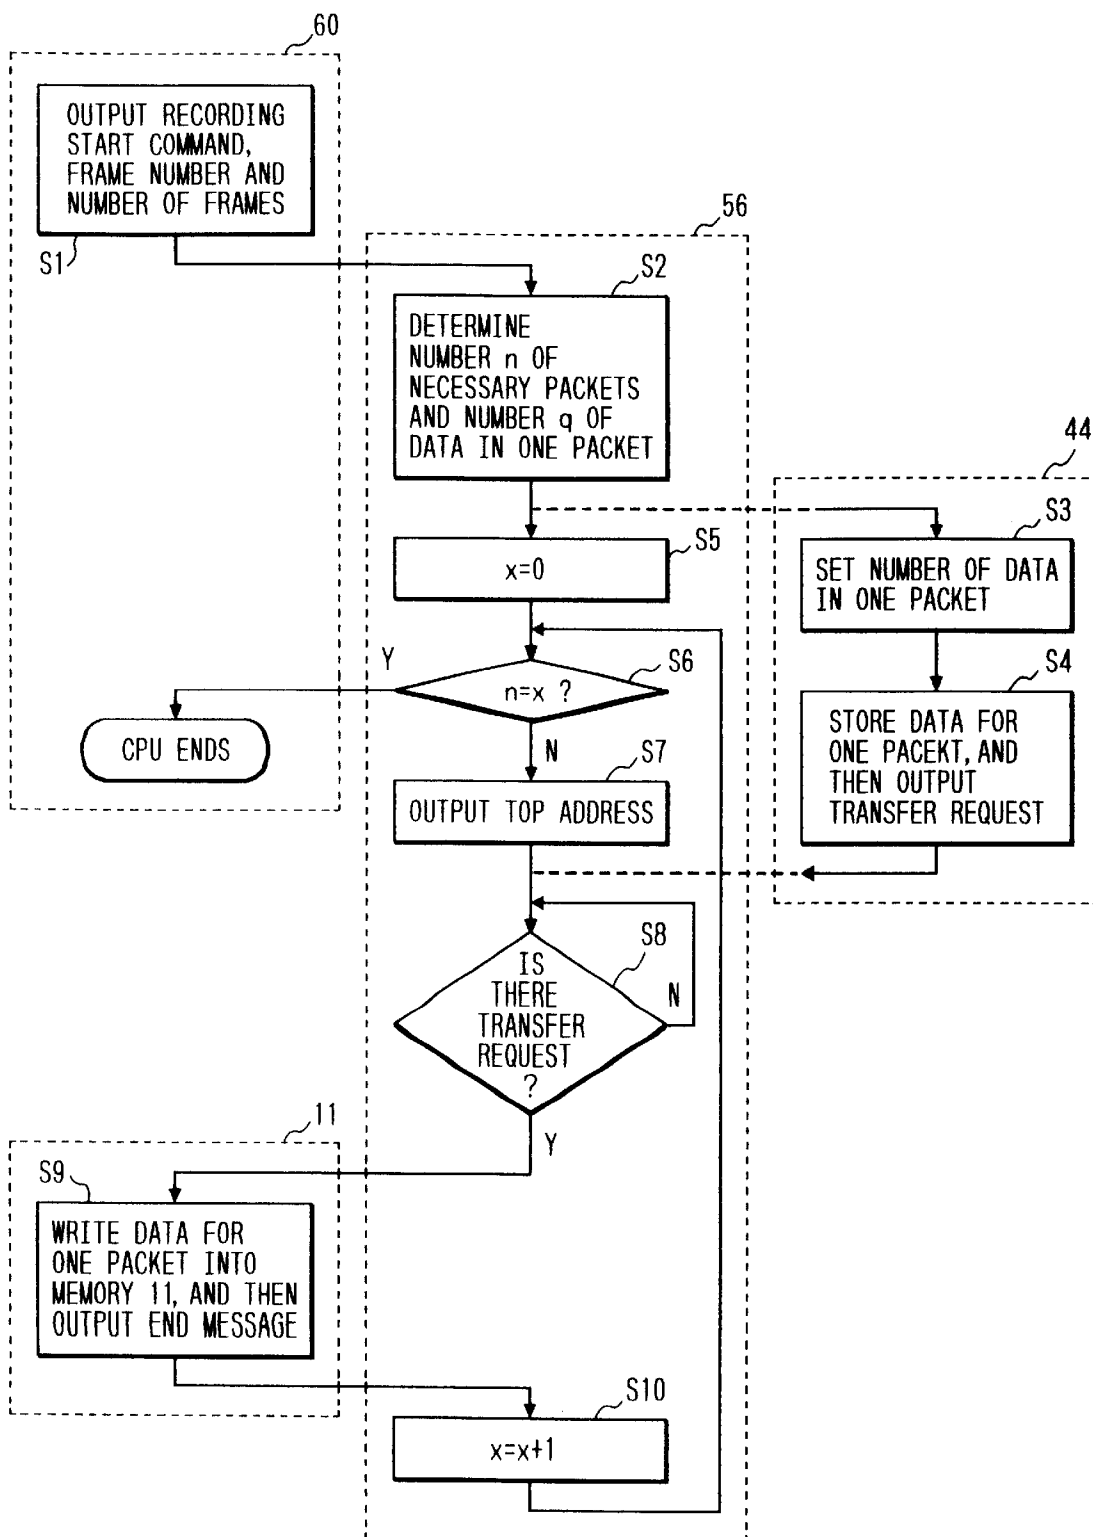 60
OUTPUT RECORDING
START COMMAND,
FRAME NUMBER AND
NUMBER OF FRAMES
S1
56
S2
DETERMINE
NUMBER n OF
NECESSARY PACKETS
AND NUMBER q OF
DATA IN ONE PACKET
44
S3
SET NUMBER OF DATA
IN ONE PACKET
S5
x=0
S4
STORE DATA FOR
ONE PACEKT, AND
THEN OUTPUT
TRANSFER REQUEST
Y
S6
n=x ?
CPU ENDS
N
S7
OUTPUT TOP ADDRESS
S8
IS
THERE
TRANSFER
REQUEST
?
N
Y
11
S9
WRITE DATA FOR
ONE PACKET INTO
MEMORY 11, AND THEN
OUTPUT END MESSAGE
S10
x=x+1